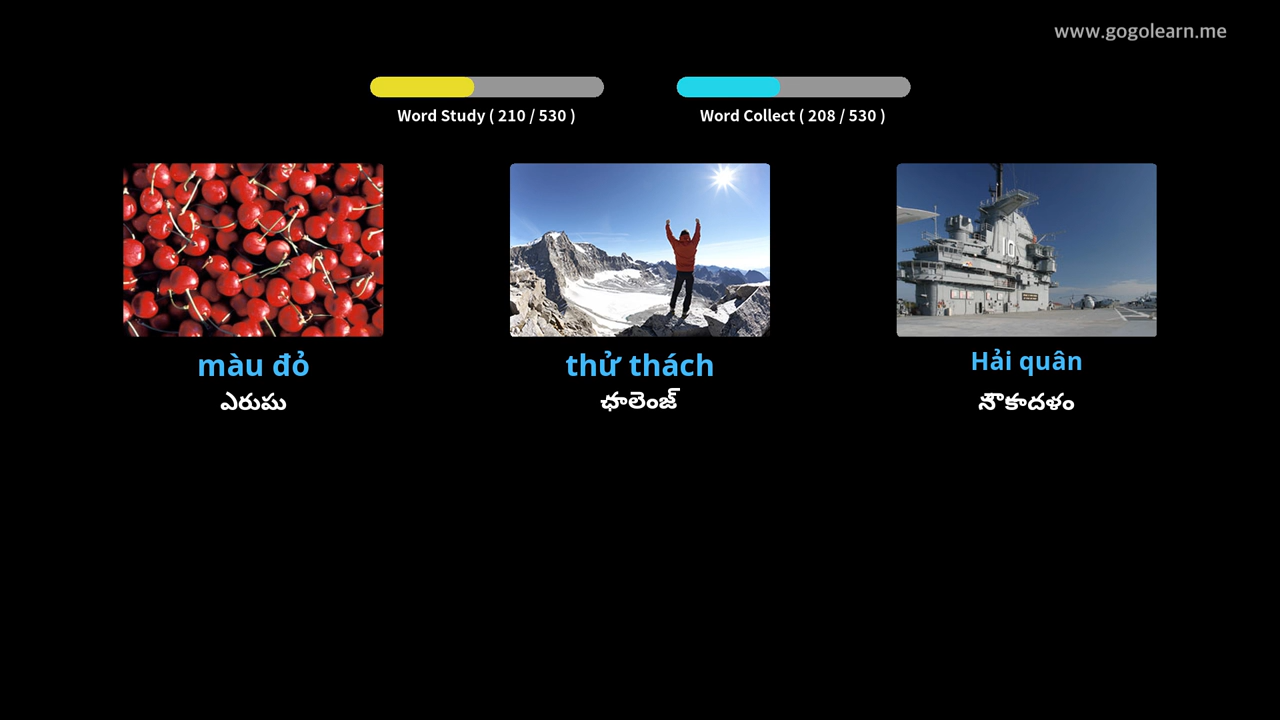 www.gogolearn.me
Word Study ( 210 / 530 )
Word Collect ( 208 / 530 )
10
màu đỏ
thử thách
Hải quân
ఎరుపు
ఛాలెంజ్
నౌకాదళం